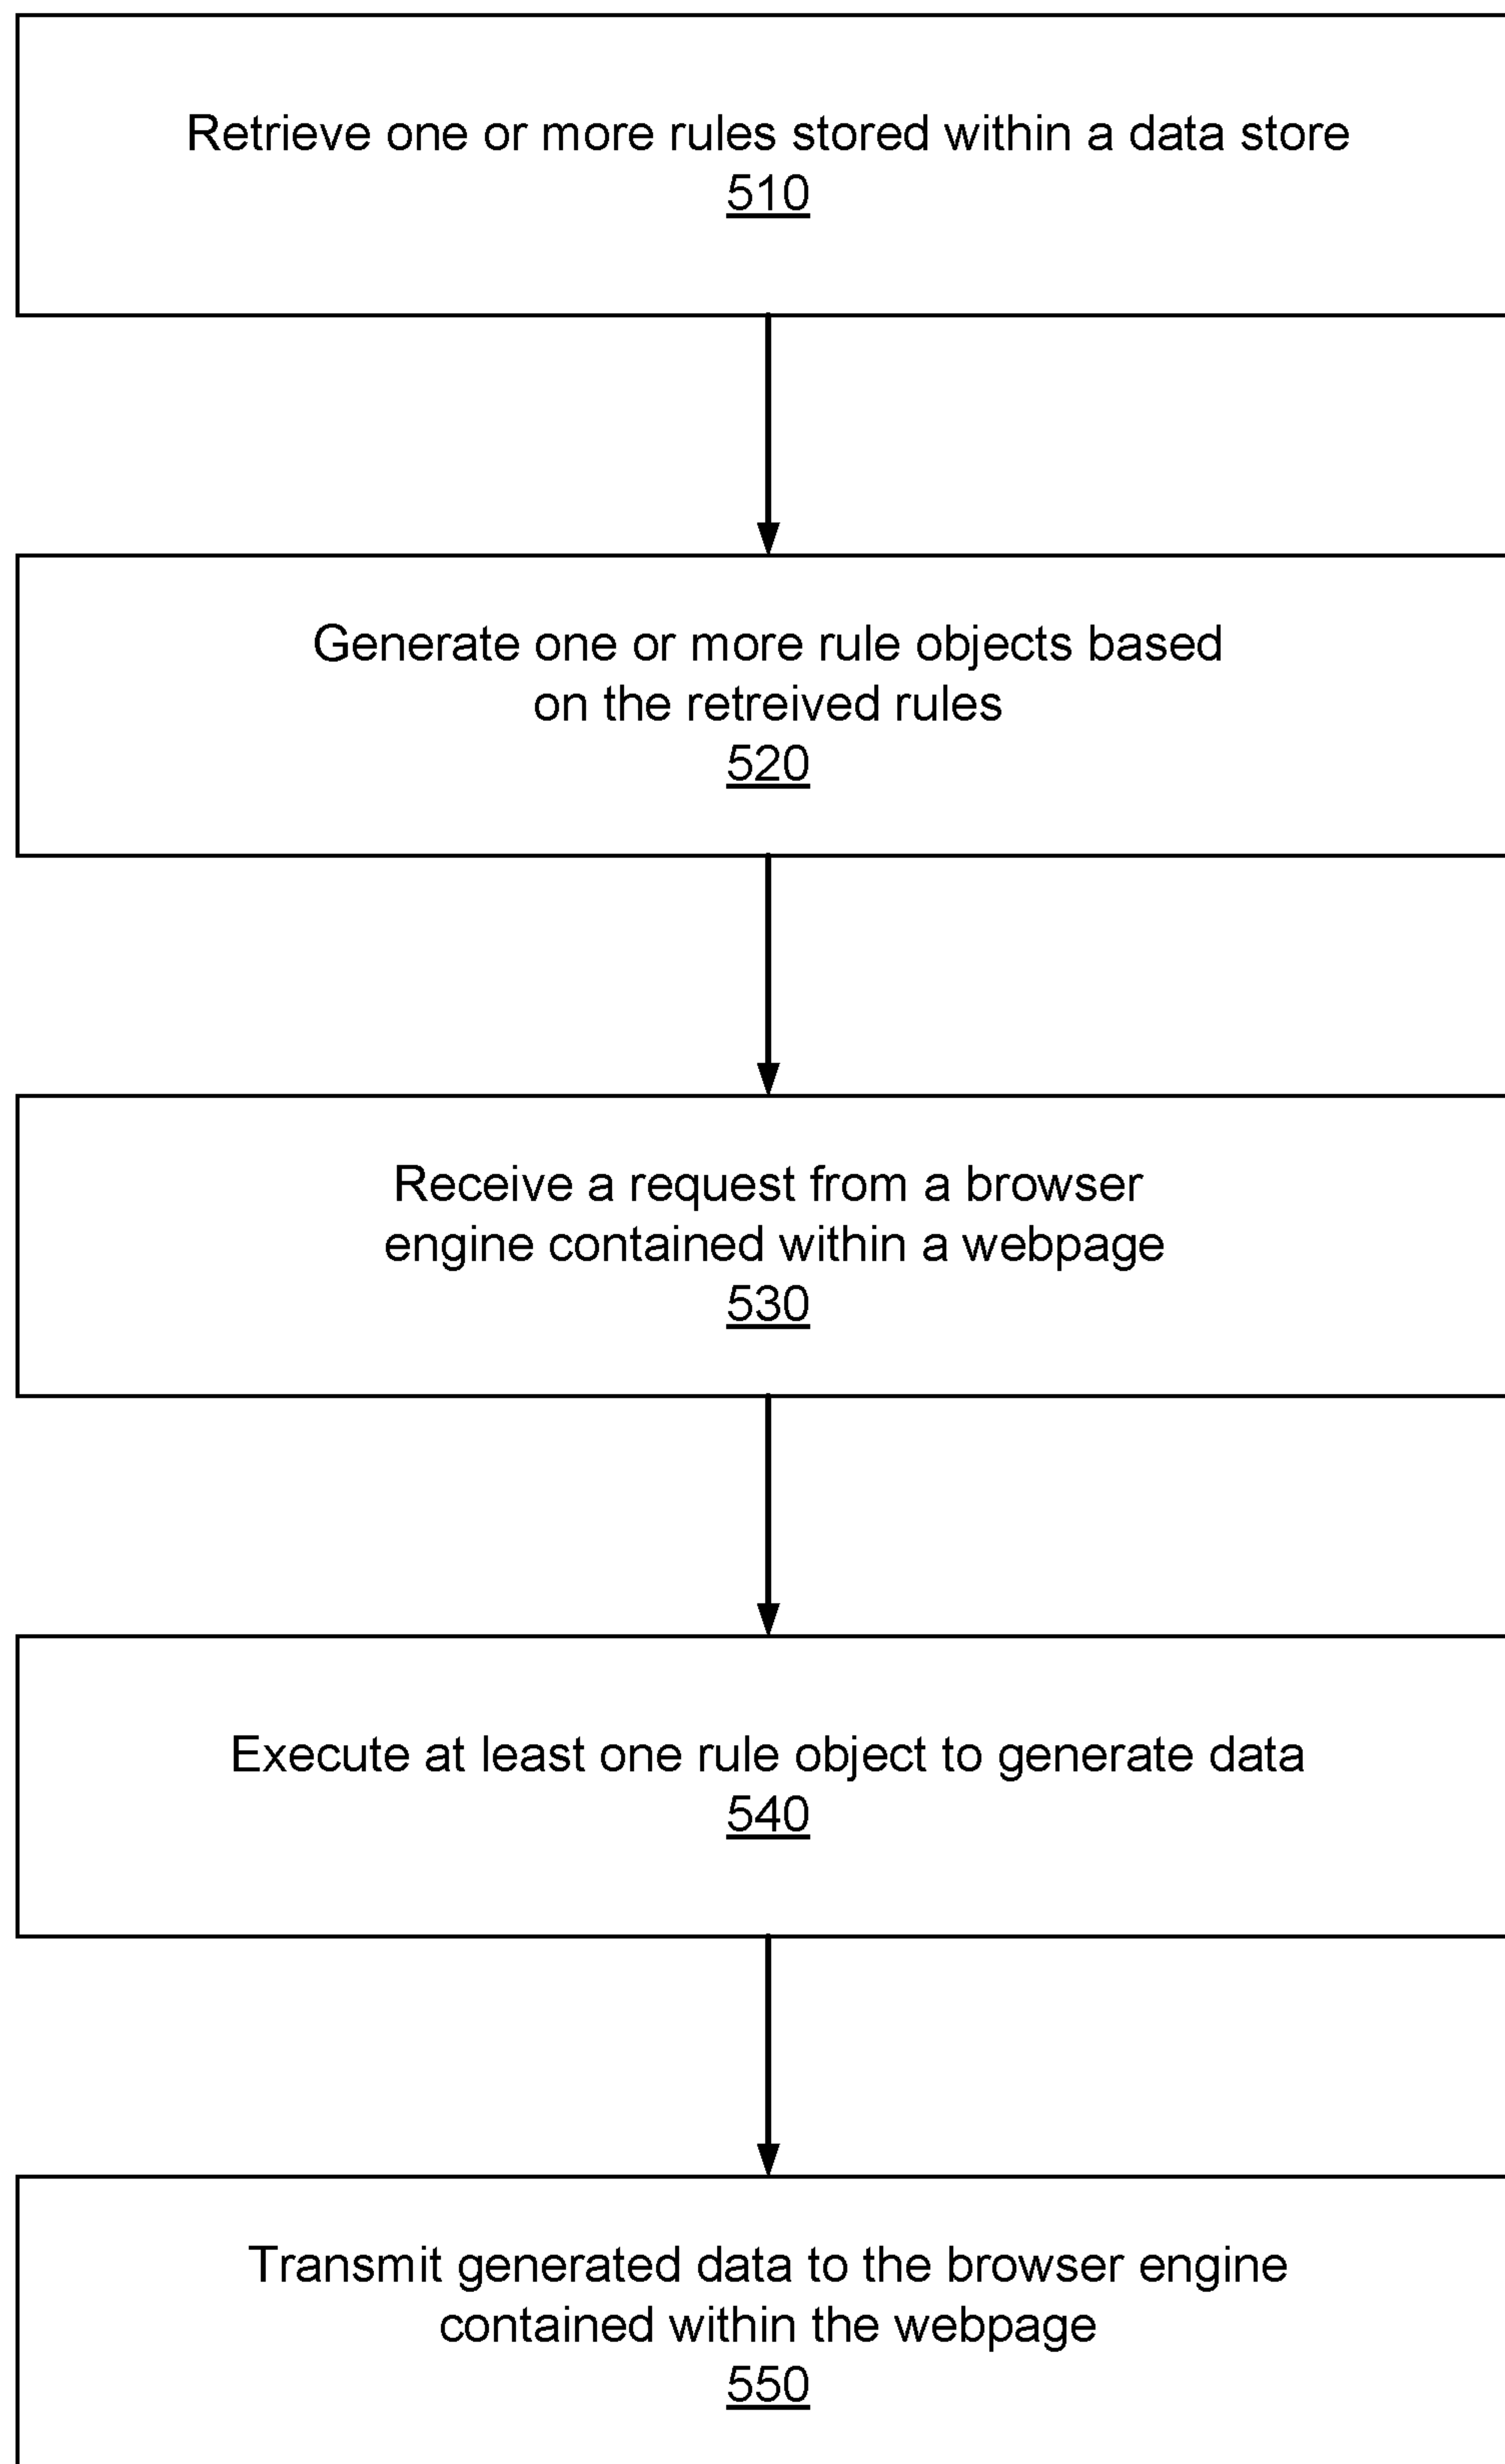 Retrieve one or more rules stored within a data store
510
Generate one or more rule objects based
on the retreived rules
520
Receive a request from a browser
engine contained within a webpage
530
Execute at least one rule object to generate data
540
Transmit generated data to the browser engine
contained within the webpage
550